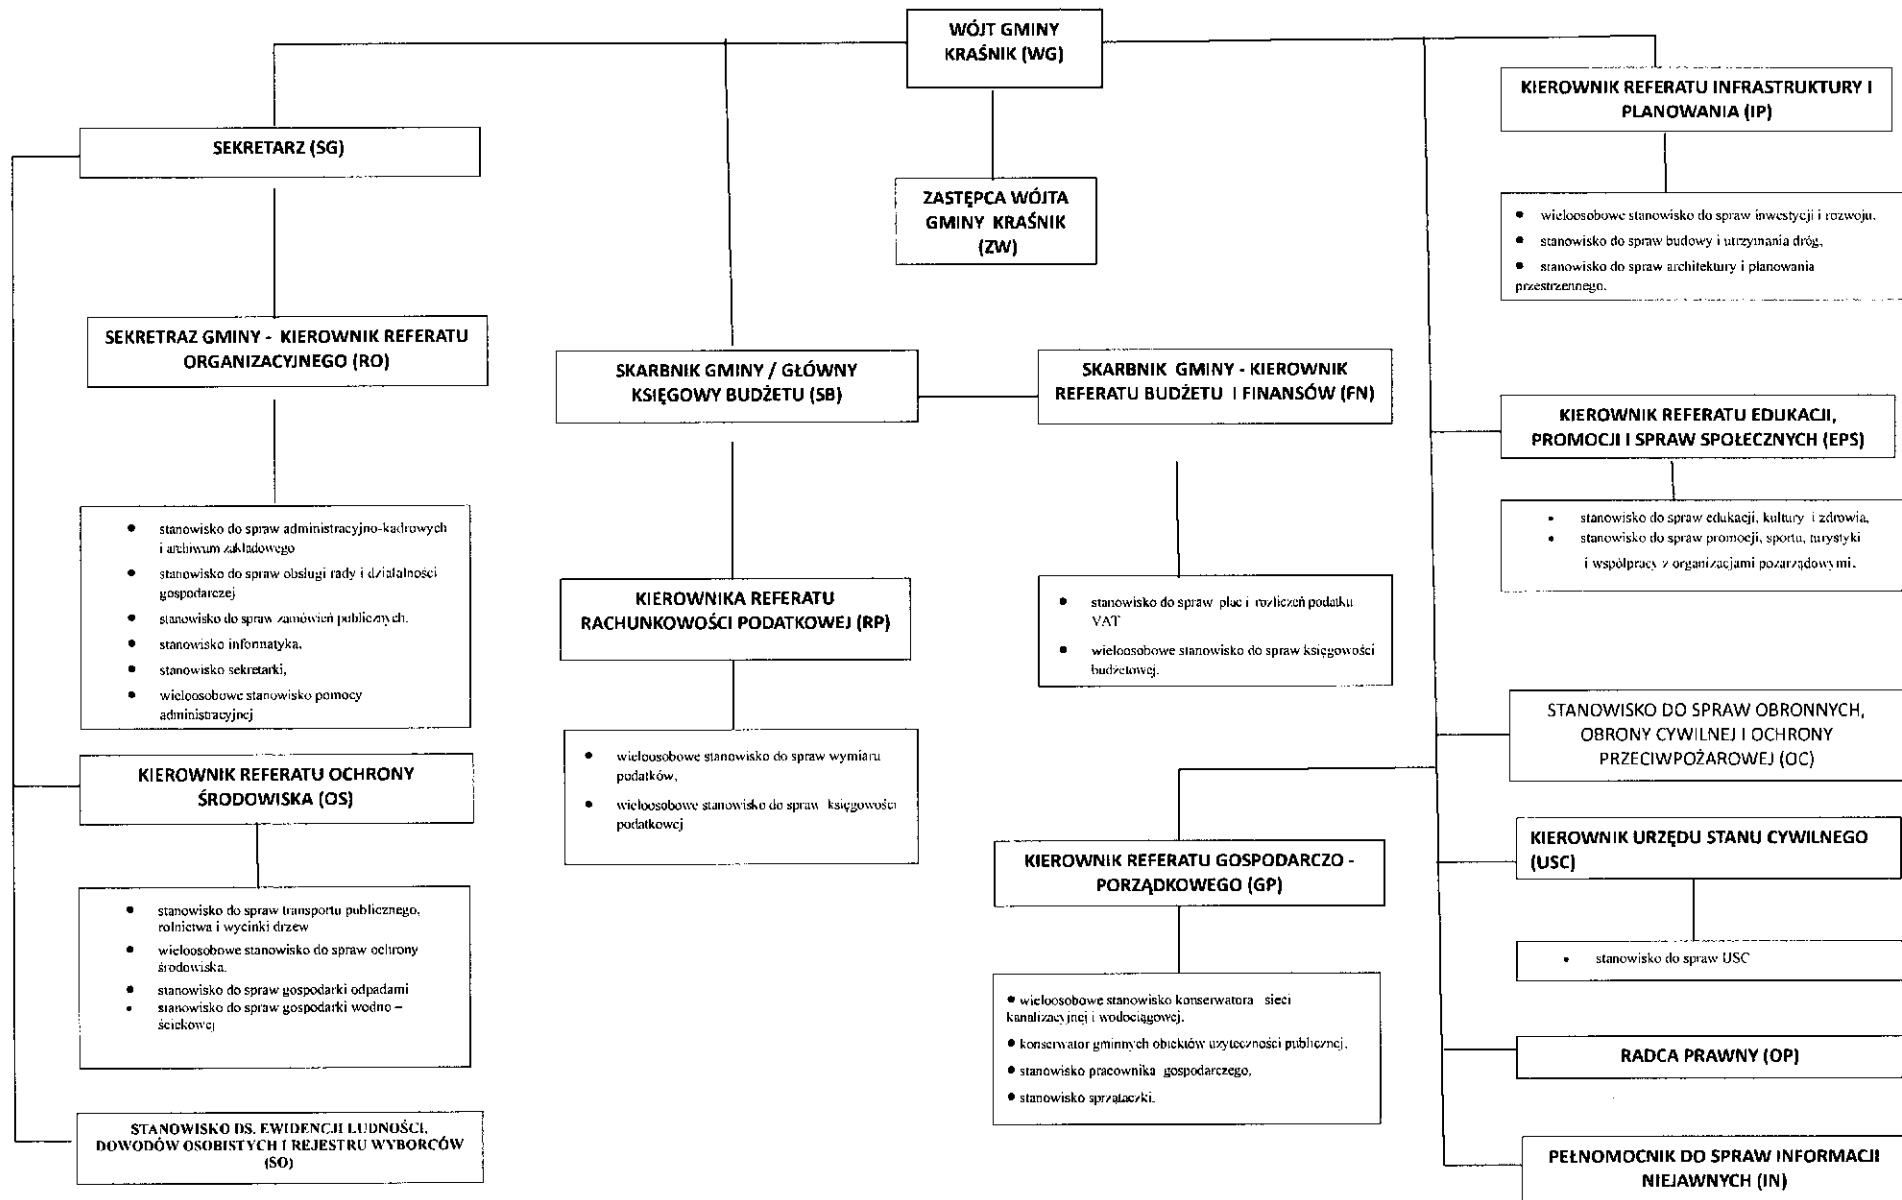 WÓJT GMINY
KRAŚNIK (WG)
ZASTĘPCA WÓJTA
GMINY KRAŚNIK
(ZW)
SEKRETARZ (SG)
SEKRETRAZ GMINY - KIEROWNIK REFERATU
ORGANIZACYJNEGO (RO)
• stanowisko do spraw administracyjno-kadrowych
i archiwum zakładowego
• stanowisko do spraw obsługi rady i działalności
gospodarczej
• stanowisko do spraw zamówień publicznych.
• stanowisko informatyka,
• stanowisko sekretarki,
• wieloosobowe stanowisko pomocy
administracyjnej
KIEROWNIK REFERATU OCHRONY
ŚRODOWISKA (OS)
• stanowisko do spraw transportu publicznego,
rolnictwa i wycinki drzew
• wieloosobowe stanowisko do spraw ochrony
środowiska.
• stanowisko do spraw gospodarki odpadami
• stanowisko do spraw gospodarki wodno –
ściekowej
STANOWISKO DS. EWIDENCJI LUDNOŚCI,
DOWODÓW OSOBISTYCH I REJESTRU WYBORCÓW
(SO)
SKARBNIK GMINY / GŁÓWNY
KSIĘGOWY BUDŻETU (SB)
KIEROWNIKA REFERATU
RACHUNKOWOŚCI PODATKOWEJ (RP)
• wieloosobowe stanowisko do spraw wymiaru
podatków,
• wieloosobowe stanowisko do spraw księgowości
podatkowej
SKARBNIK GMINY - KIEROWNIK
REFERATU BUDŻETU I FINANSÓW (FN)
• stanowisko do spraw płac i rozliczeń podatku
VAT
• wieloosobowe stanowisko do spraw księgowości
budżetowej.
KIEROWNIK REFERATU GOSPODARCZO -
PORZĄDKOWEGO (GP)
• wieloosobowe stanowisko konserwatora sieci
kanalizacyjnej i wodociągowej,
• konserwator gminnych obiektów użyteczności publicznej,
• stanowisko pracownika gospodarczego,
• stanowisko sprzątaczki.
KIEROWNIK REFERATU INFRASTRUKTURY I
PLANOWANIA (IP)
• wieloosobowe stanowisko do spraw inwestycji i rozwoju,
• stanowisko do spraw budowy i utrzymania dróg,
• stanowisko do spraw architektury i planowania
przestrzennego.
KIEROWNIK REFERATU EDUKACJI,
PROMOCJI I SPRAW SPOŁECZNYCH (EPS)
• stanowisko do spraw edukacji, kultury i zdrowia,
• stanowisko do spraw promocji, sportu, turystyki
i współpracy z organizacjami pozarządowymi.
STANOWISKO DO SPRAW OBRONNYCH,
OBRONY CYWILNEJ I OCHRONY
PRZECIWPOŻAROWEJ (OC)
KIEROWNIK URZĘDU STANU CYWILNEGO
(USC)
• stanowisko do spraw USC
RADCA PRAWNY (OP)
PEŁNOMOCNIK DO SPRAW INFORMACJI
NIEJAWNYCH (IN)